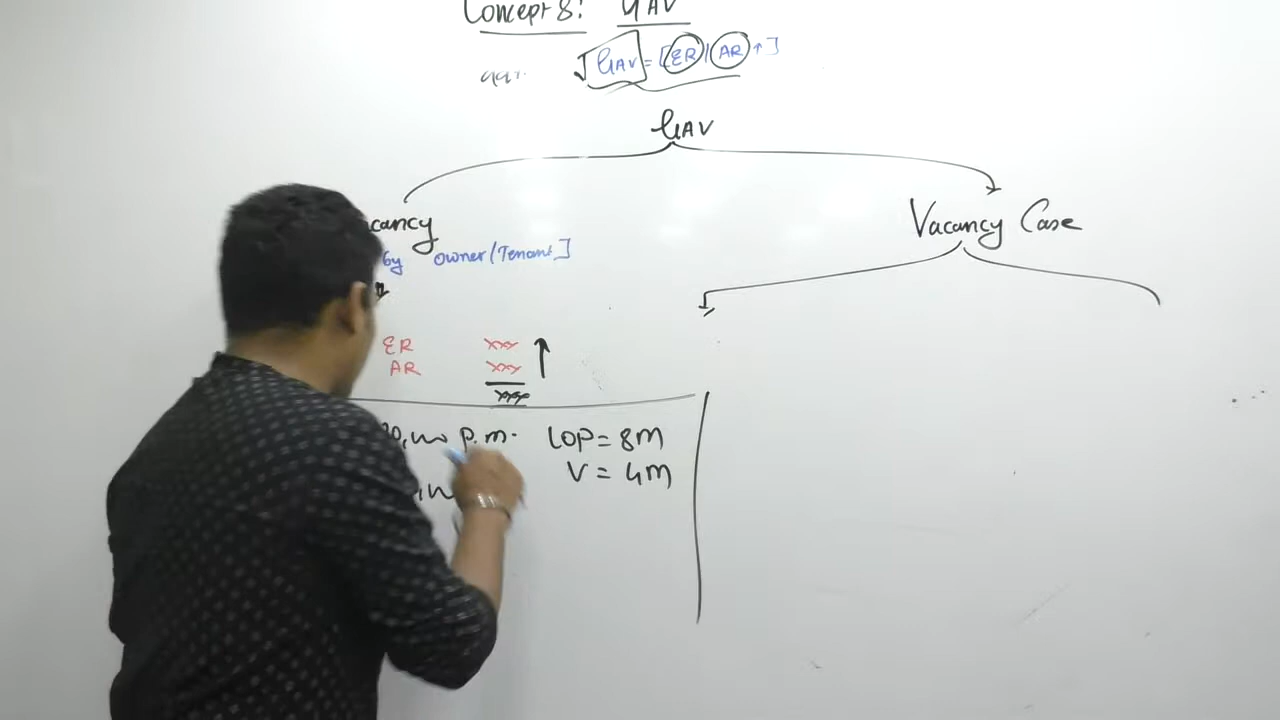 Concept 8: GAV
GAV = [ER / AR ↑]
GAV
cancy
Vacancy Case
by owner/Tenant]
ER xxx ↑
AR xxx
xxx
p.m. LOP = 8M
V = 4M